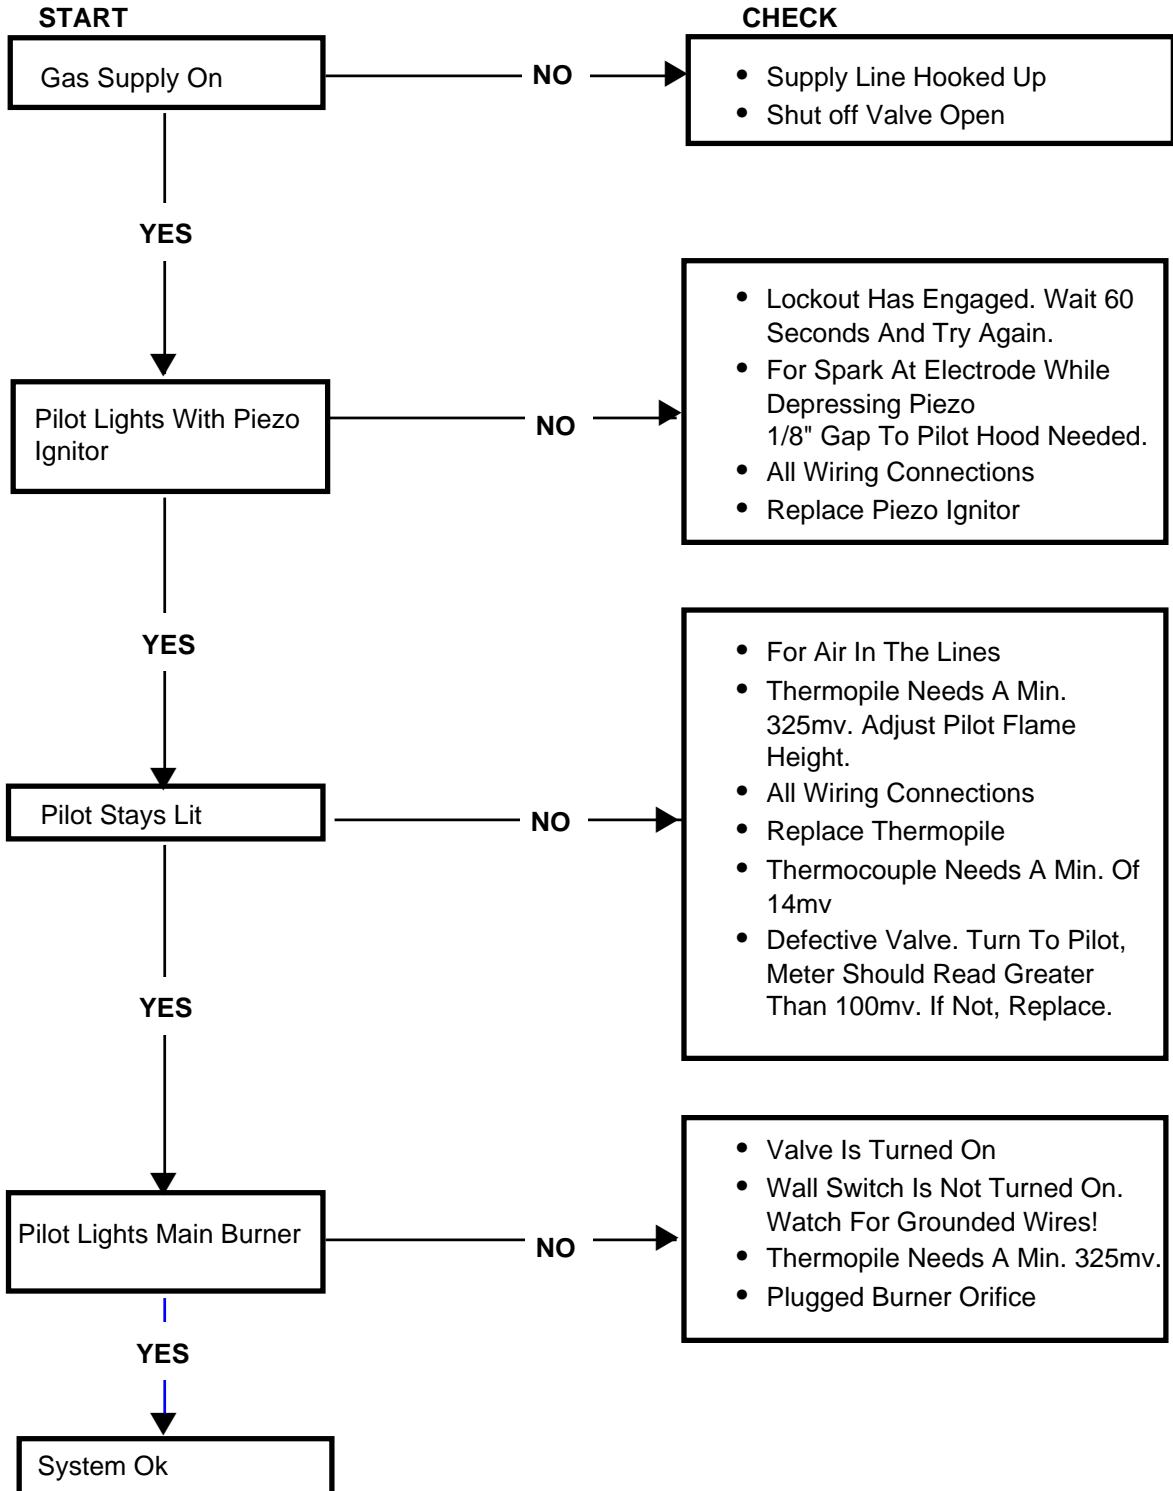 START
CHECK
Gas Supply On
NO
• Supply Line Hooked Up
• Shut off Valve Open
YES
Pilot Lights With Piezo
Ignitor
NO
• Lockout Has Engaged. Wait 60
Seconds And Try Again.
• For Spark At Electrode While
Depressing Piezo
1/8" Gap To Pilot Hood Needed.
• All Wiring Connections
• Replace Piezo Ignitor
YES
Pilot Stays Lit
NO
• For Air In The Lines
• Thermopile Needs A Min.
325mv. Adjust Pilot Flame
Height.
• All Wiring Connections
• Replace Thermopile
• Thermocouple Needs A Min. Of
14mv
• Defective Valve. Turn To Pilot,
Meter Should Read Greater
Than 100mv. If Not, Replace.
YES
Pilot Lights Main Burner
NO
• Valve Is Turned On
• Wall Switch Is Not Turned On.
Watch For Grounded Wires!
• Thermopile Needs A Min. 325mv.
• Plugged Burner Orifice
YES
System Ok